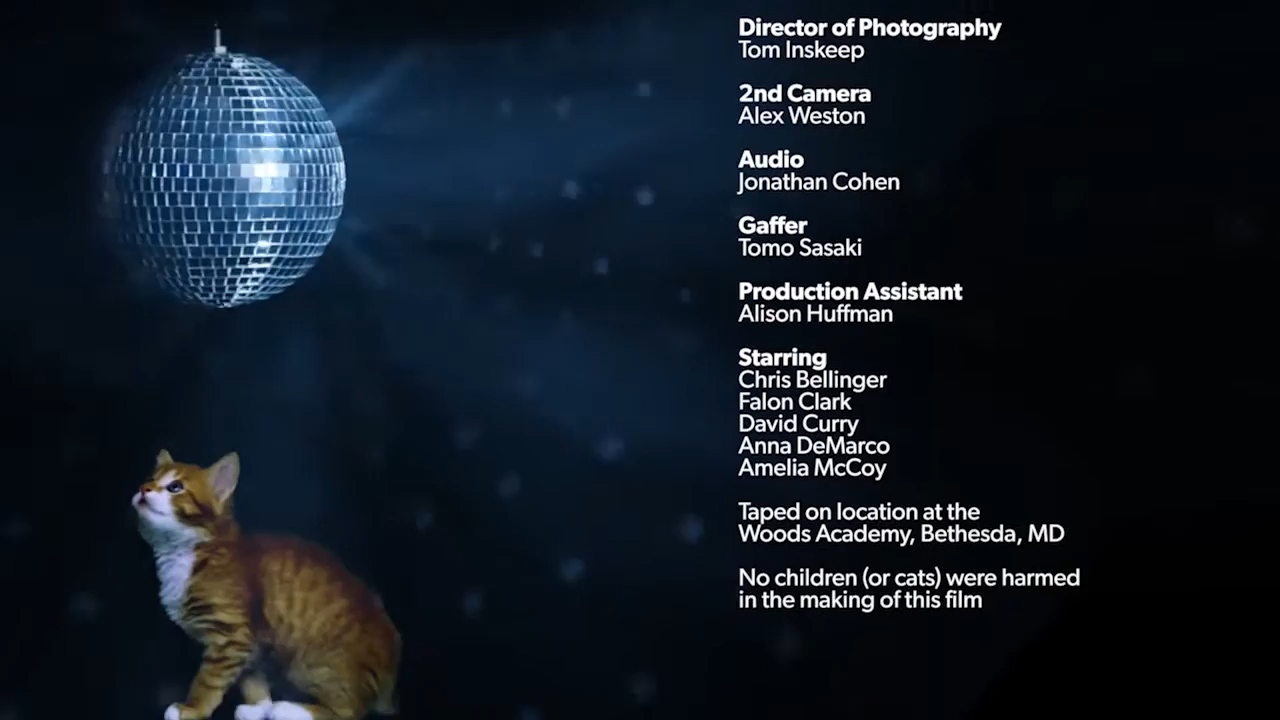 Director of Photography
Tom Inskeep
2nd Camera
Alex Weston
Audio
Jonathan Cohen
Gaffer
Tomo Sasaki
Production Assistant
Alison Huffman
Starring
Chris Bellinger
Falon Clark
David Curry
Anna DeMarco
Amelia McCoy
Taped on location at the
Woods Academy, Bethesda, MD
No children (or cats) were harmed
in the making of this film